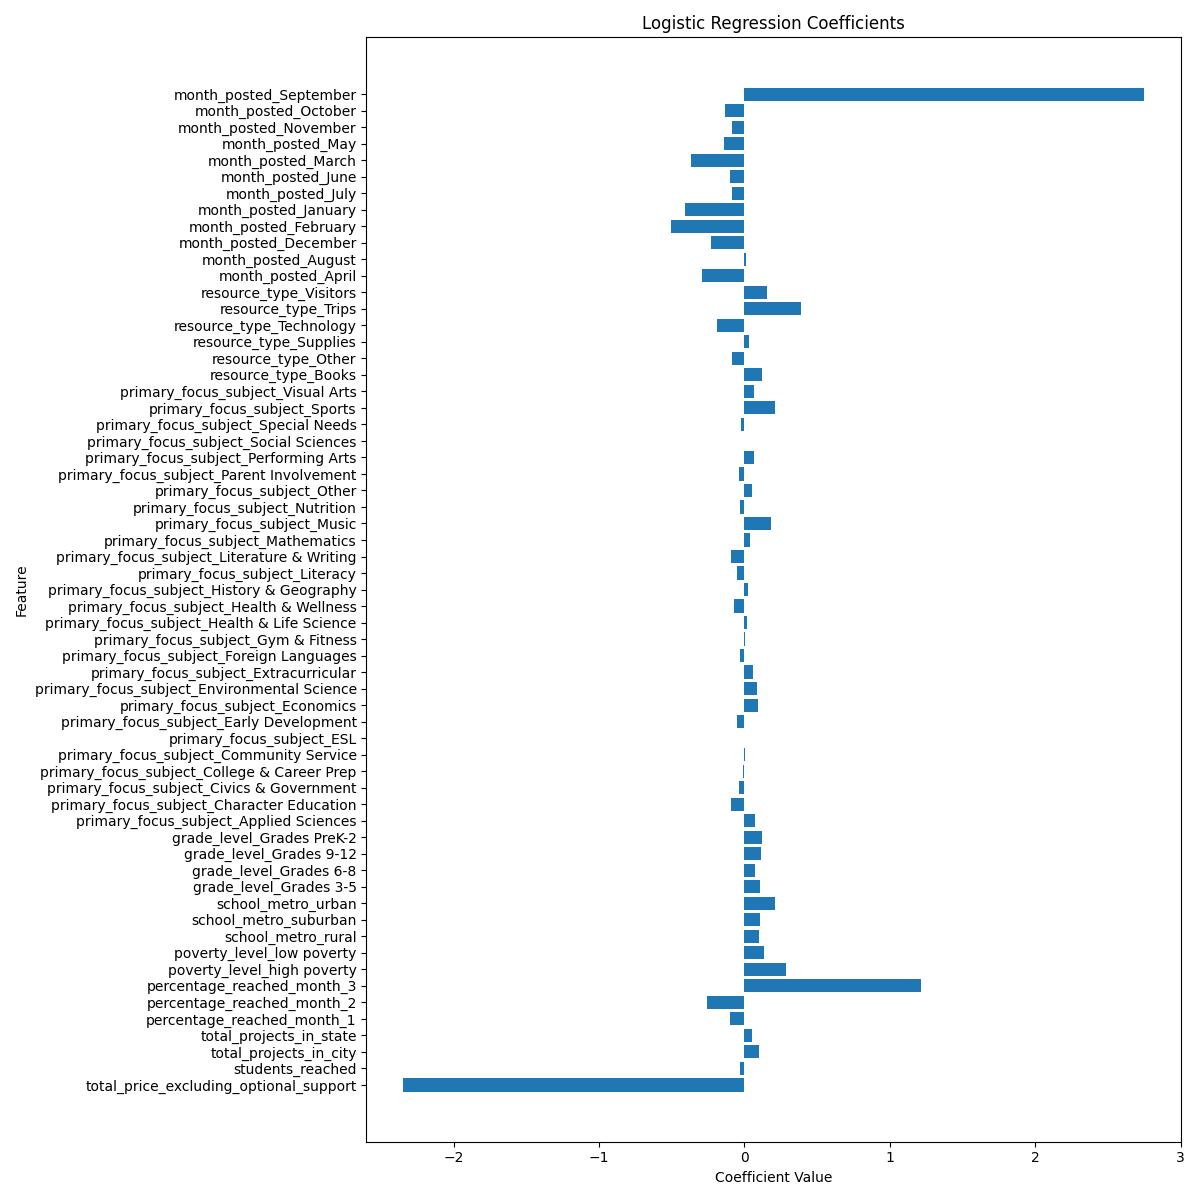 Logistic Regression Coefficients
month_posted_September
month_posted_October
month_posted_November
month_posted_May
month_posted_March
month_posted_June
month_posted_July
month_posted_January
month_posted_February
month_posted_December
month_posted_August
month_posted_April
resource_type_Visitors
resource_type_Trips
resource_type_Technology
resource_type_Supplies
resource_type_Other
resource_type_Books
primary_focus_subject_Visual Arts
primary_focus_subject_Sports
primary_focus_subject_Special Needs
primary_focus_subject_Social Sciences
primary_focus_subject_Performing Arts
primary_focus_subject_Parent Involvement
primary_focus_subject_Other
primary_focus_subject_Nutrition
primary_focus_subject_Music
primary_focus_subject_Mathematics
primary_focus_subject_Literature & Writing
primary_focus_subject_Literacy
primary_focus_subject_History & Geography
primary_focus_subject_Health & Wellness
primary_focus_subject_Health & Life Science
primary_focus_subject_Gym & Fitness
primary_focus_subject_Foreign Languages
primary_focus_subject_Extracurricular
primary_focus_subject_Environmental Science
primary_focus_subject_Economics
primary_focus_subject_Early Development
primary_focus_subject_ESL
primary_focus_subject_Community Service
primary_focus_subject_College & Career Prep
primary_focus_subject_Civics & Government
primary_focus_subject_Character Education
primary_focus_subject_Applied Sciences
grade_level_Grades PreK-2
grade_level_Grades 9-12
grade_level_Grades 6-8
grade_level_Grades 3-5
school_metro_urban
school_metro_suburban
school_metro_rural
poverty_level_low poverty
poverty_level_high poverty
percentage_reached_month_3
percentage_reached_month_2
percentage_reached_month_1
total_projects_in_state
total_projects_in_city
students_reached
total_price_excluding_optional_support
Feature
−2 −1 0 1 2 3
Coefficient Value